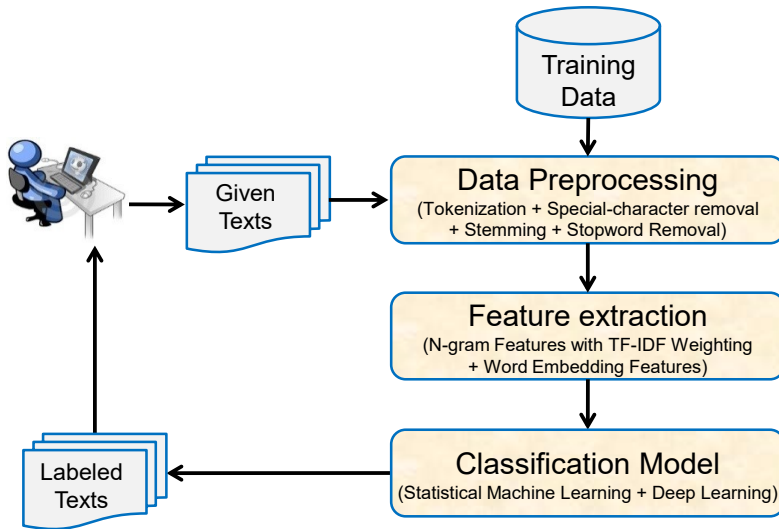 Training
Data
Given
Texts
Data Preprocessing
(Tokenization + Special-character removal
+ Stemming + Stopword Removal)
Feature extraction
(N-gram Features with TF-IDF Weighting
+ Word Embedding Features)
Classification Model
(Statistical Machine Learning + Deep Learning)
Labeled
Texts